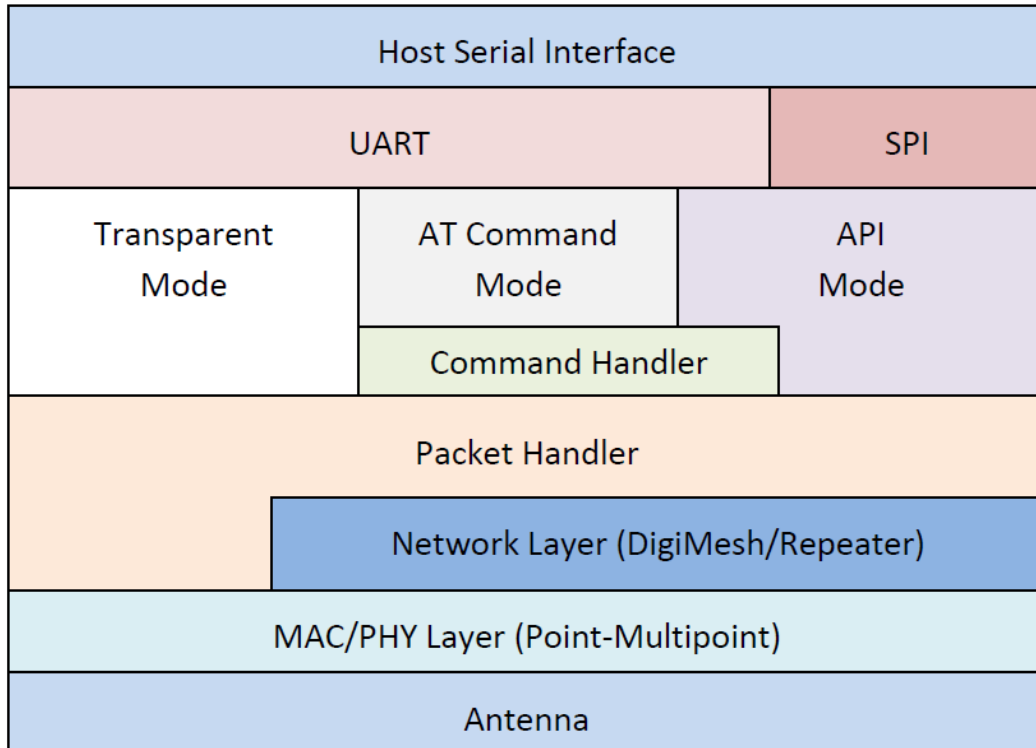 Host Serial Interface
UART
SPI
Transparent
Mode
AT Command
Mode
API
Mode
Command Handler
Packet Handler
Network Layer (DigiMesh/Repeater)
MAC/PHY Layer (Point-Multipoint)
Antenna